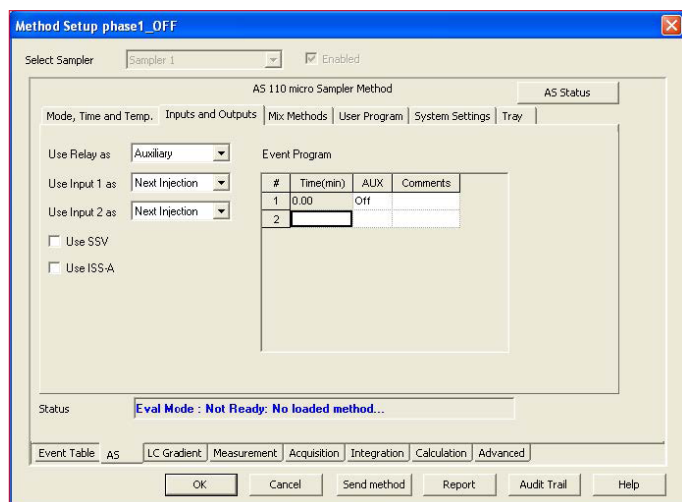 Method Setup phase1_OFF
Select Sampler Sampler 1 Enabled
AS 110 micro Sampler Method AS Status
Mode, Time and Temp. Inputs and Outputs Mix Methods User Program System Settings Tray
Use Relay as Auxiliary Event Program
# Time(min) AUX Comments
Use Input 1 as Next Injection
1 0.00 Off
Use Input 2 as Next Injection
2
Use SSV
Use ISS-A
Status Eval Mode : Not Ready: No loaded method...
Event Table AS LC Gradient Measurement Acquisition Integration Calculation Advanced
OK Cancel Send method Report Audit Trail Help